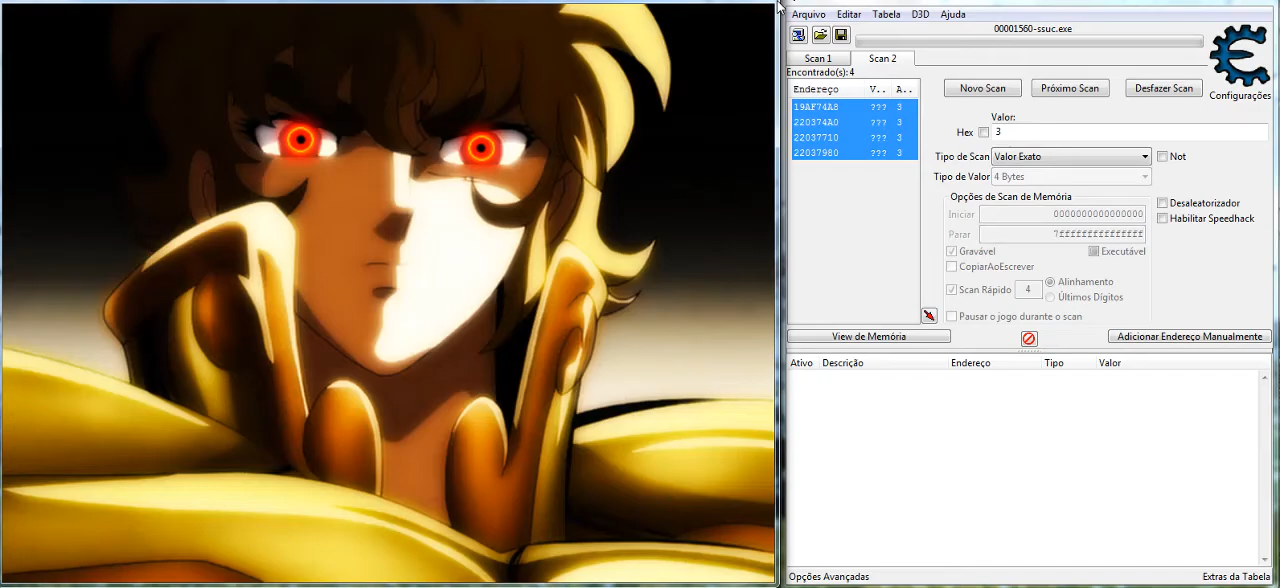 Arquivo Editar Tabela D3D Ajuda
00001560-ssuc.exe
Scan 1 Scan 2
Encontrado(s):4
Endereço V.. A..
19AF74A8 ??? 3
220374A0 ??? 3
22037710 ??? 3
22037980 ??? 3
Novo Scan Próximo Scan Desfazer Scan
Configurações
Valor:
Hex 3
Tipo de Scan Valor Exato Not
Tipo de Valor 4 Bytes
Opções de Scan de Memória
Iniciar 0000000000000000
Parar 7fffffffffffffff
Gravável Executável
CopiarAoEscrever
Scan Rápido 4 Alinhamento
Últimos Dígitos
Pausar o jogo durante o scan
Desaleatorizador
Habilitar Speedhack
View de Memória Adicionar Endereço Manualmente
Ativo Descrição Endereço Tipo Valor
Opções Avançadas Extras da Tabela